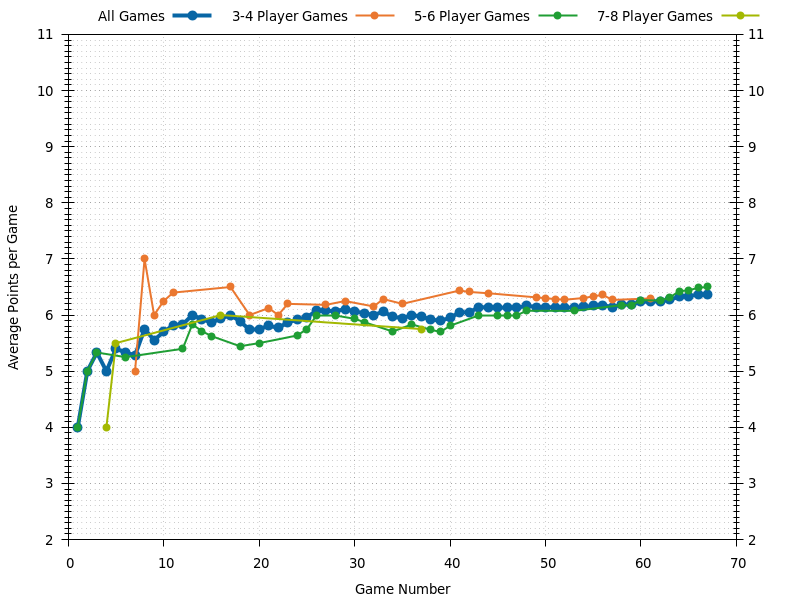 All Games 3-4 Player Games 5-6 Player Games 7-8 Player Games
11 11
10 10
9 9
8 8
7 7
6 6
5 5
4 4
3 3
2 2
Average Points per Game
0 10 20 30 40 50 60 70
Game Number